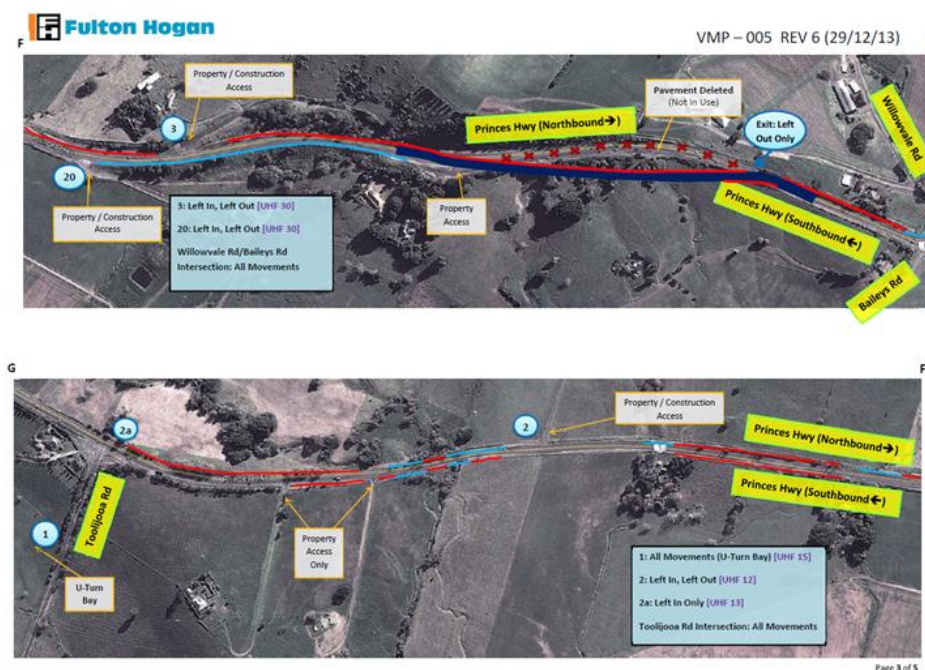 FH Fulton Hogan
VMP – 005 REV 6 (29/12/13)
F
Property / Construction
Access
3
Princes Hwy (Northbound→)
Pavement Deleted
(Not In Use)
Exit: Left
Out Only
Willowvale Rd
20
Property / Construction
Access
3: Left In, Left Out [UHF 30]
20: Left In, Left Out [UHF 30]
Willowvale Rd/Baileys Rd
Intersection: All Movements
Property
Access
Princes Hwy (Southbound←)
Baileys Rd
G
F
2a
2
Property / Construction
Access
Princes Hwy (Northbound→)
Princes Hwy (Southbound←)
Toolijooa Rd
1
U-Turn
Bay
Property
Access
Only
1: All Movements (U-Turn Bay) [UHF 15]
2: Left In, Left Out [UHF 12]
2a: Left In Only [UHF 13]
Toolijooa Rd Intersection: All Movements
Page 3 of 5